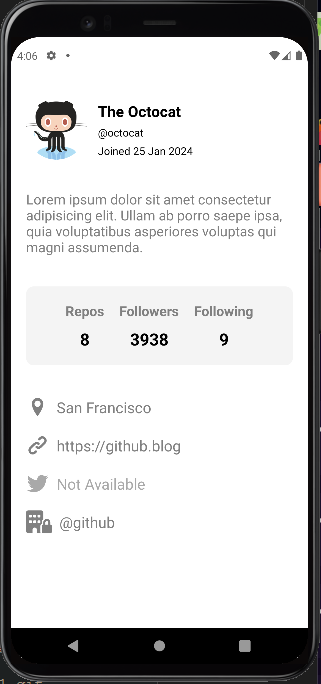 4:06
The Octocat
@octocat
Joined 25 Jan 2024
Lorem ipsum dolor sit amet consectetur
adipisicing elit. Ullam ab porro saepe ipsa,
quia voluptatibus asperiores voluptas qui
magni assumenda.
Repos Followers Following
8 3938 9
San Francisco
https://github.blog
Not Available
@github